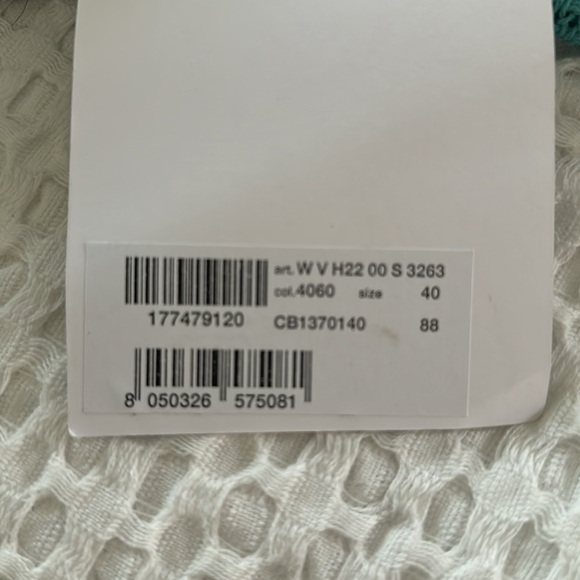 art. W V H22 00 S 3263
col. 4060 size 40
177479120 CB1370140 88
8 050326 575081